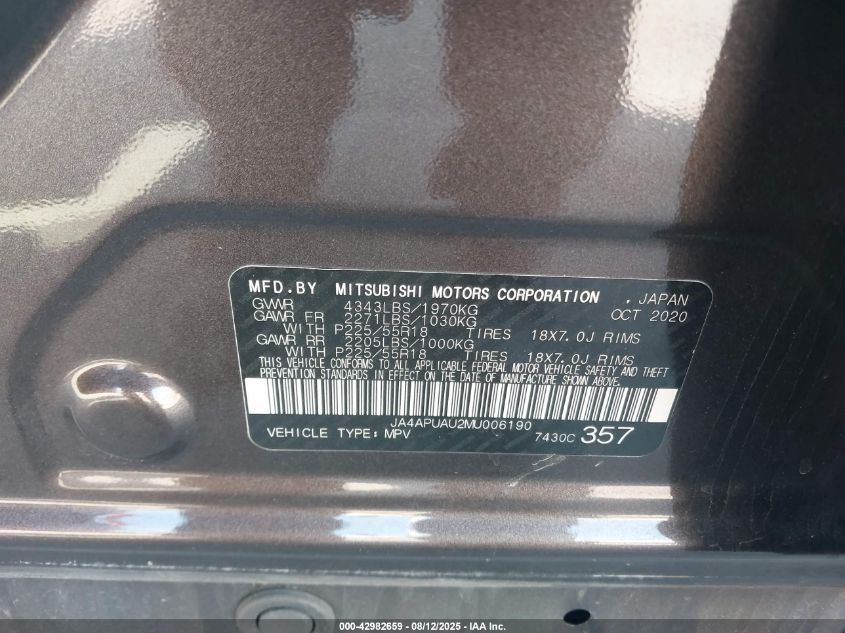 MFD.BY MITSUBISHI MOTORS CORPORATION , JAPAN
GVWR 4343LBS/1970KG OCT 2020
GAWR FR 2271LBS/1030KG
WITH P225/55R18 TIRES 18X7.0J RIMS
GAWR RR 2205LBS/1000KG
WITH P225/55R18 TIRES 18X7.0J RIMS
THIS VEHICLE CONFORMS TO ALL APPLICABLE FEDERAL MOTOR VEHICLE SAFETY AND THEFT
PREVENTION STANDARDS IN EFFECT ON THE DATE OF MANUFACTURE SHOWN ABOVE.
JA4APUAU2MU006190
VEHICLE TYPE: MPV 7430C 357
000-42982659 - 08/12/2025 - IAA Inc.